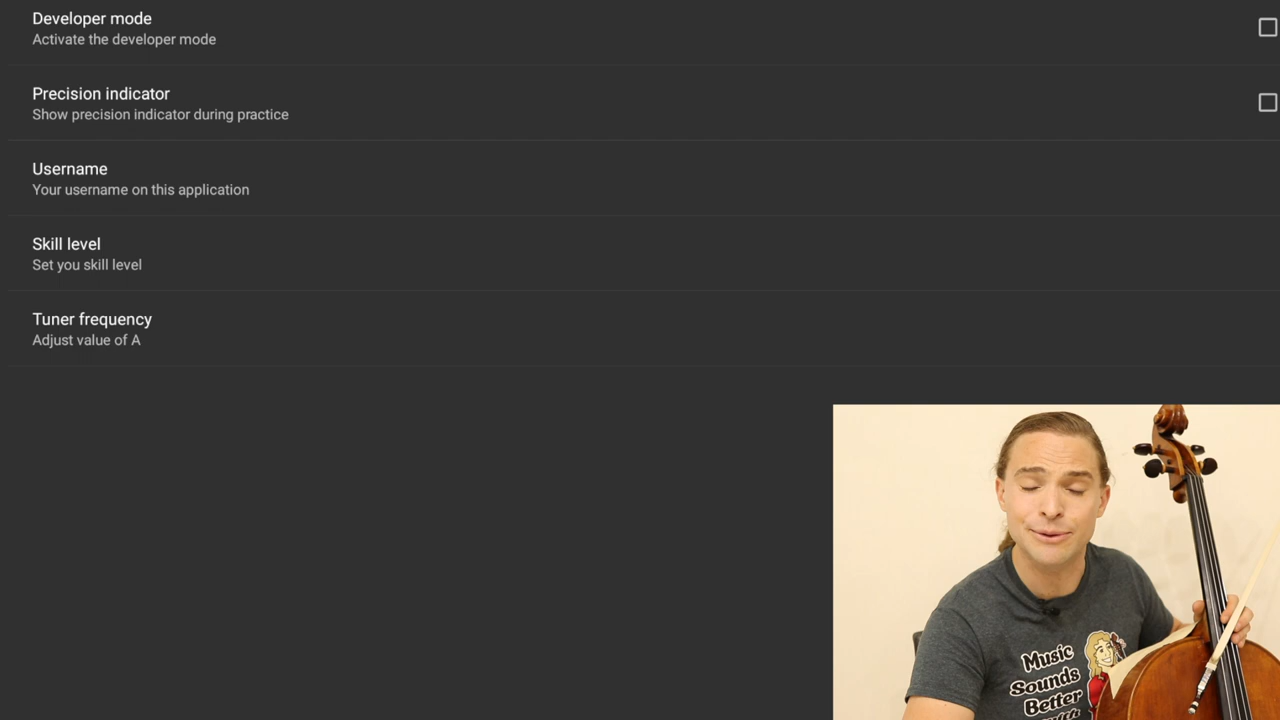 Developer mode
Activate the developer mode
Precision indicator
Show precision indicator during practice
Username
Your username on this application
Skill level
Set you skill level
Tuner frequency
Adjust value of A
Music
Sounds
Better
with